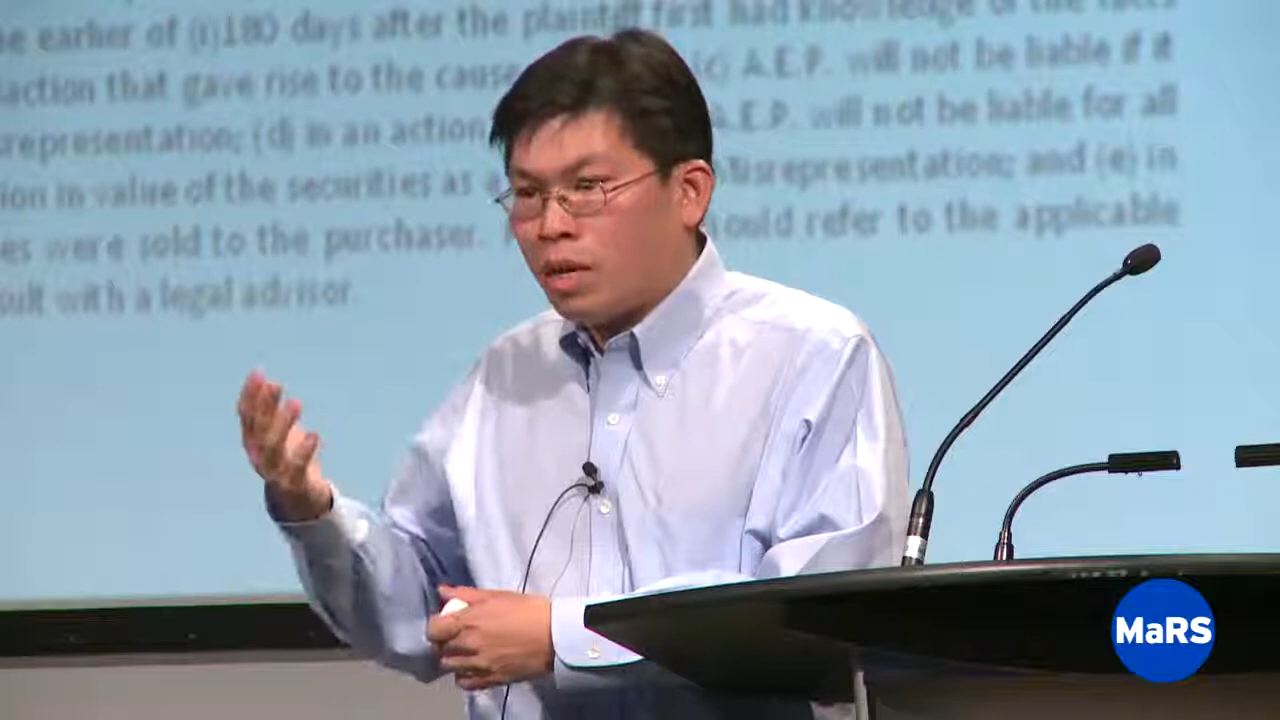 e earlier of (i)180 days after the plaintiff first had knowledge of the facts
action that gave rise to the cause (c) A.E.P. will not be liable if it
srepresentation; (d) in an action A.E.P. will not be liable for all
ion in value of the securities as a misrepresentation; and (e) in
es were sold to the purchaser. ould refer to the applicable
sult with a legal advisor.
MaRS